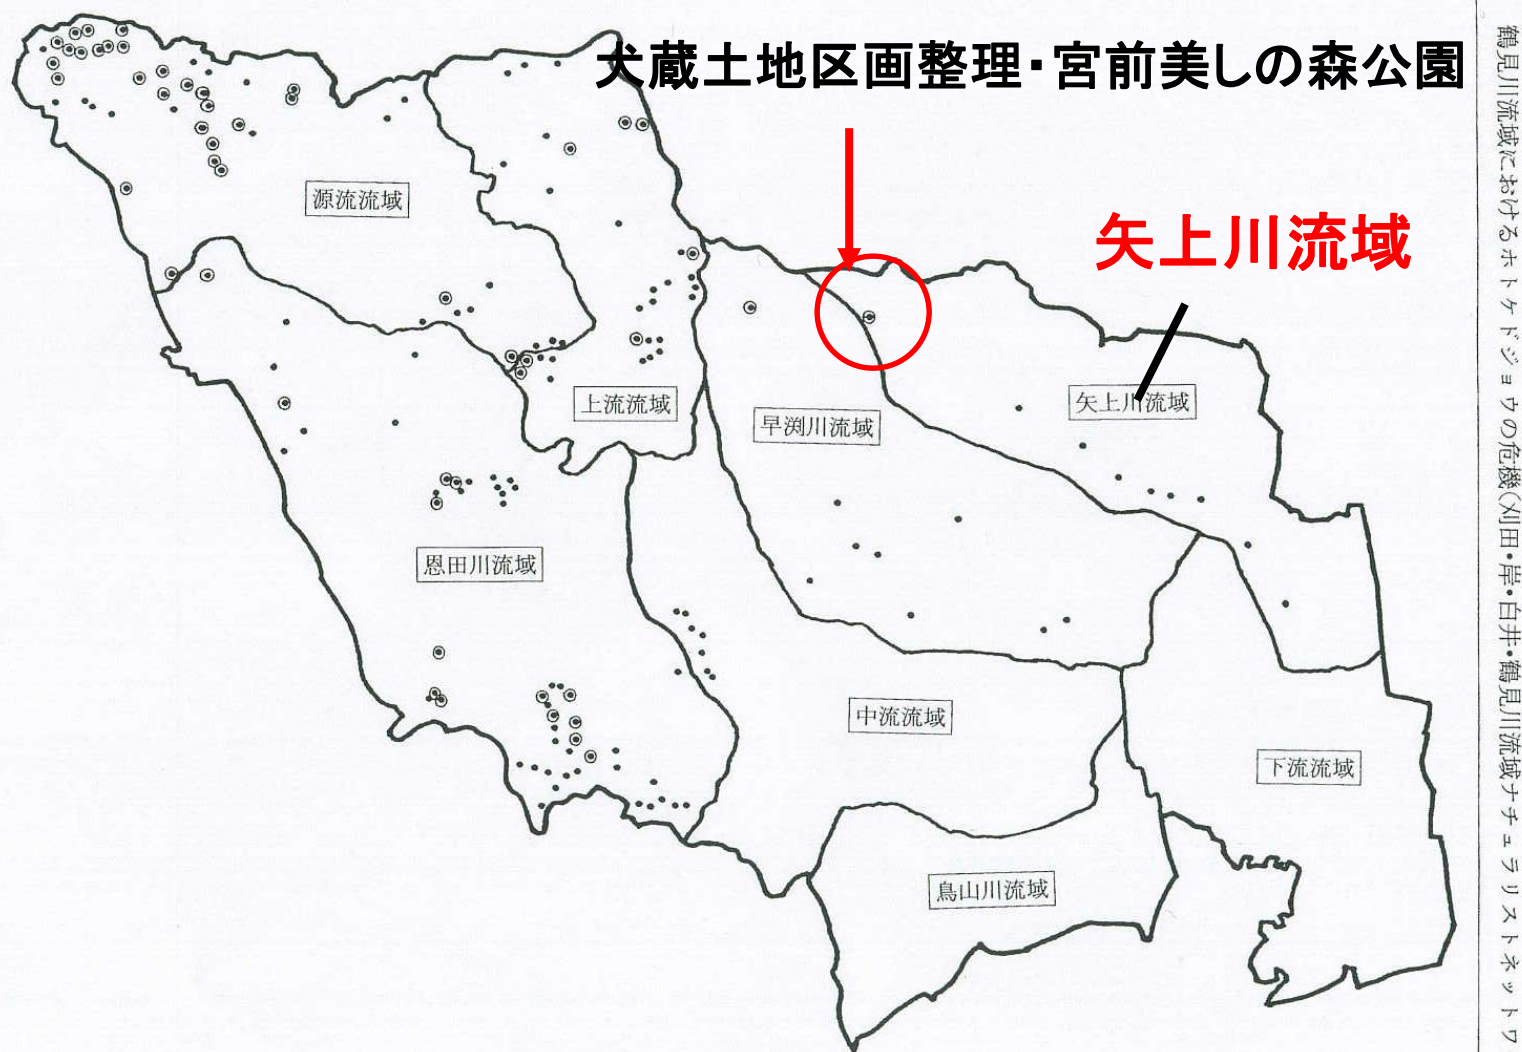 犬蔵土地区画整理・宮前美しの森公園
矢上川流域
源流流域
上流流域
早渕川流域
矢上川流域
恩田川流域
中流流域
下流流域
鳥山川流域
鶴見川流域におけるホトケドジョウの危機(刈田・岸・白井・鶴見川流域ナチュラリストネットワ